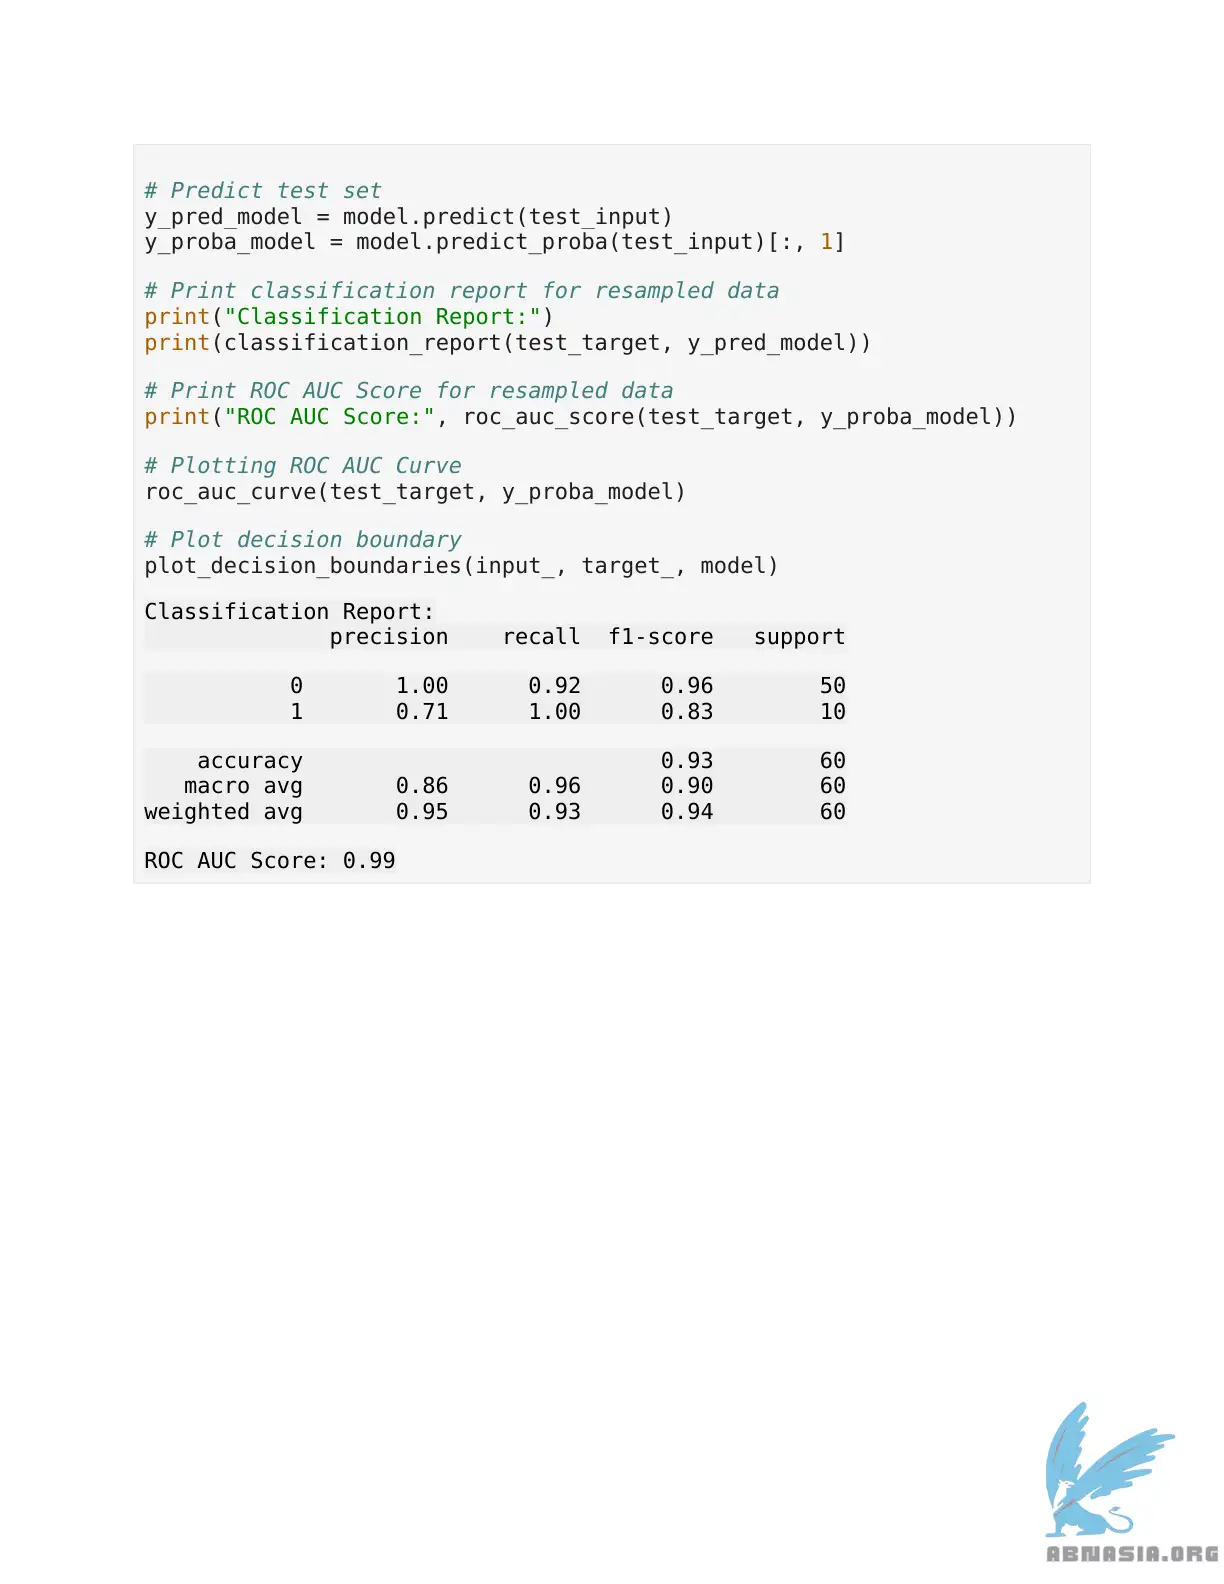 # Predict test set
y_pred_model = model.predict(test_input)
y_proba_model = model.predict_proba(test_input)[:, 1]
# Print classification report for resampled data
print("Classification Report:")
print(classification_report(test_target, y_pred_model))
# Print ROC AUC Score for resampled data
print("ROC AUC Score:", roc_auc_score(test_target, y_proba_model))
# Plotting ROC AUC Curve
roc_auc_curve(test_target, y_proba_model)
# Plot decision boundary
plot_decision_boundaries(input_, target_, model)
Classification Report:
precision recall f1-score support
0 1.00 0.92 0.96 50
1 0.71 1.00 0.83 10
accuracy 0.93 60
macro avg 0.86 0.96 0.90 60
weighted avg 0.95 0.93 0.94 60
ROC AUC Score: 0.99
ABNASIA.ORG